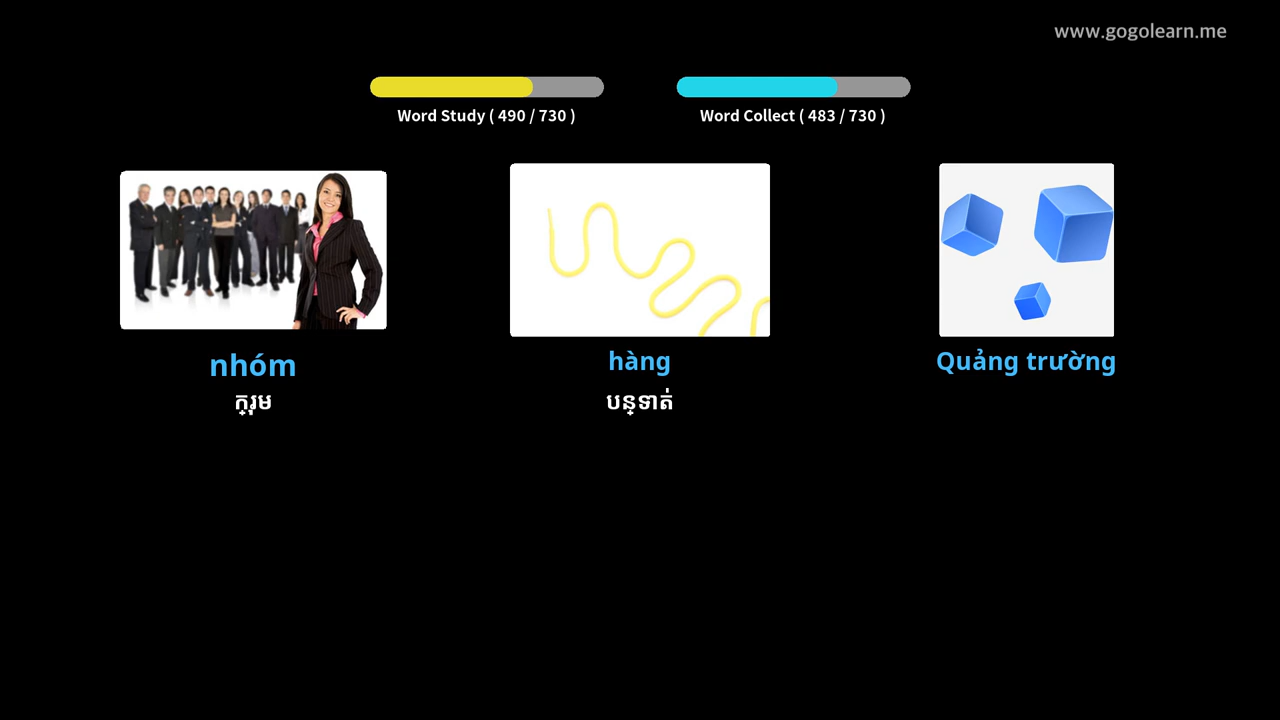 www.gogolearn.me
Word Study ( 490 / 730 )
Word Collect ( 483 / 730 )
nhóm
ក្រុម
hàng
បន្ទាត់
Quảng trường